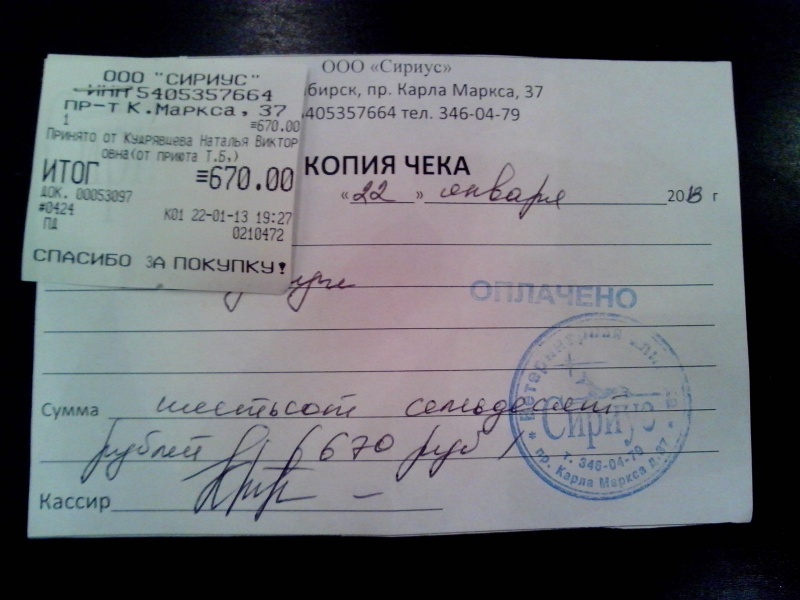 ООО "СИРИУС"
ИНН 5405357664
ПР-Т К.МАРКСА, 37
1
≡670.00
ПРИНЯТО ОТ КУДРЯВЦЕВА НАТАЛЬЯ ВИКТОР
ОВНА(ОТ ПРИЮТА Т.Б,)
ИТОГ ≡670.00
ДОК. 00053097
#0424 К01 22-01-13 19:27
ПД 0210472
СПАСИБО ЗА ПОКУПКУ!
ООО «Сириус»
бирск, пр. Карла Маркса, 37
405357664 тел. 346-04-79
КОПИЯ ЧЕКА
«22» января 2013 г
ОПЛАЧЕНО
Сумма шестьсот семьдесят
рублей (670 руб)
Кассир
Ветеринарная клиника
Сириус
т. 346-04-79
пр. Карла Маркса д.37